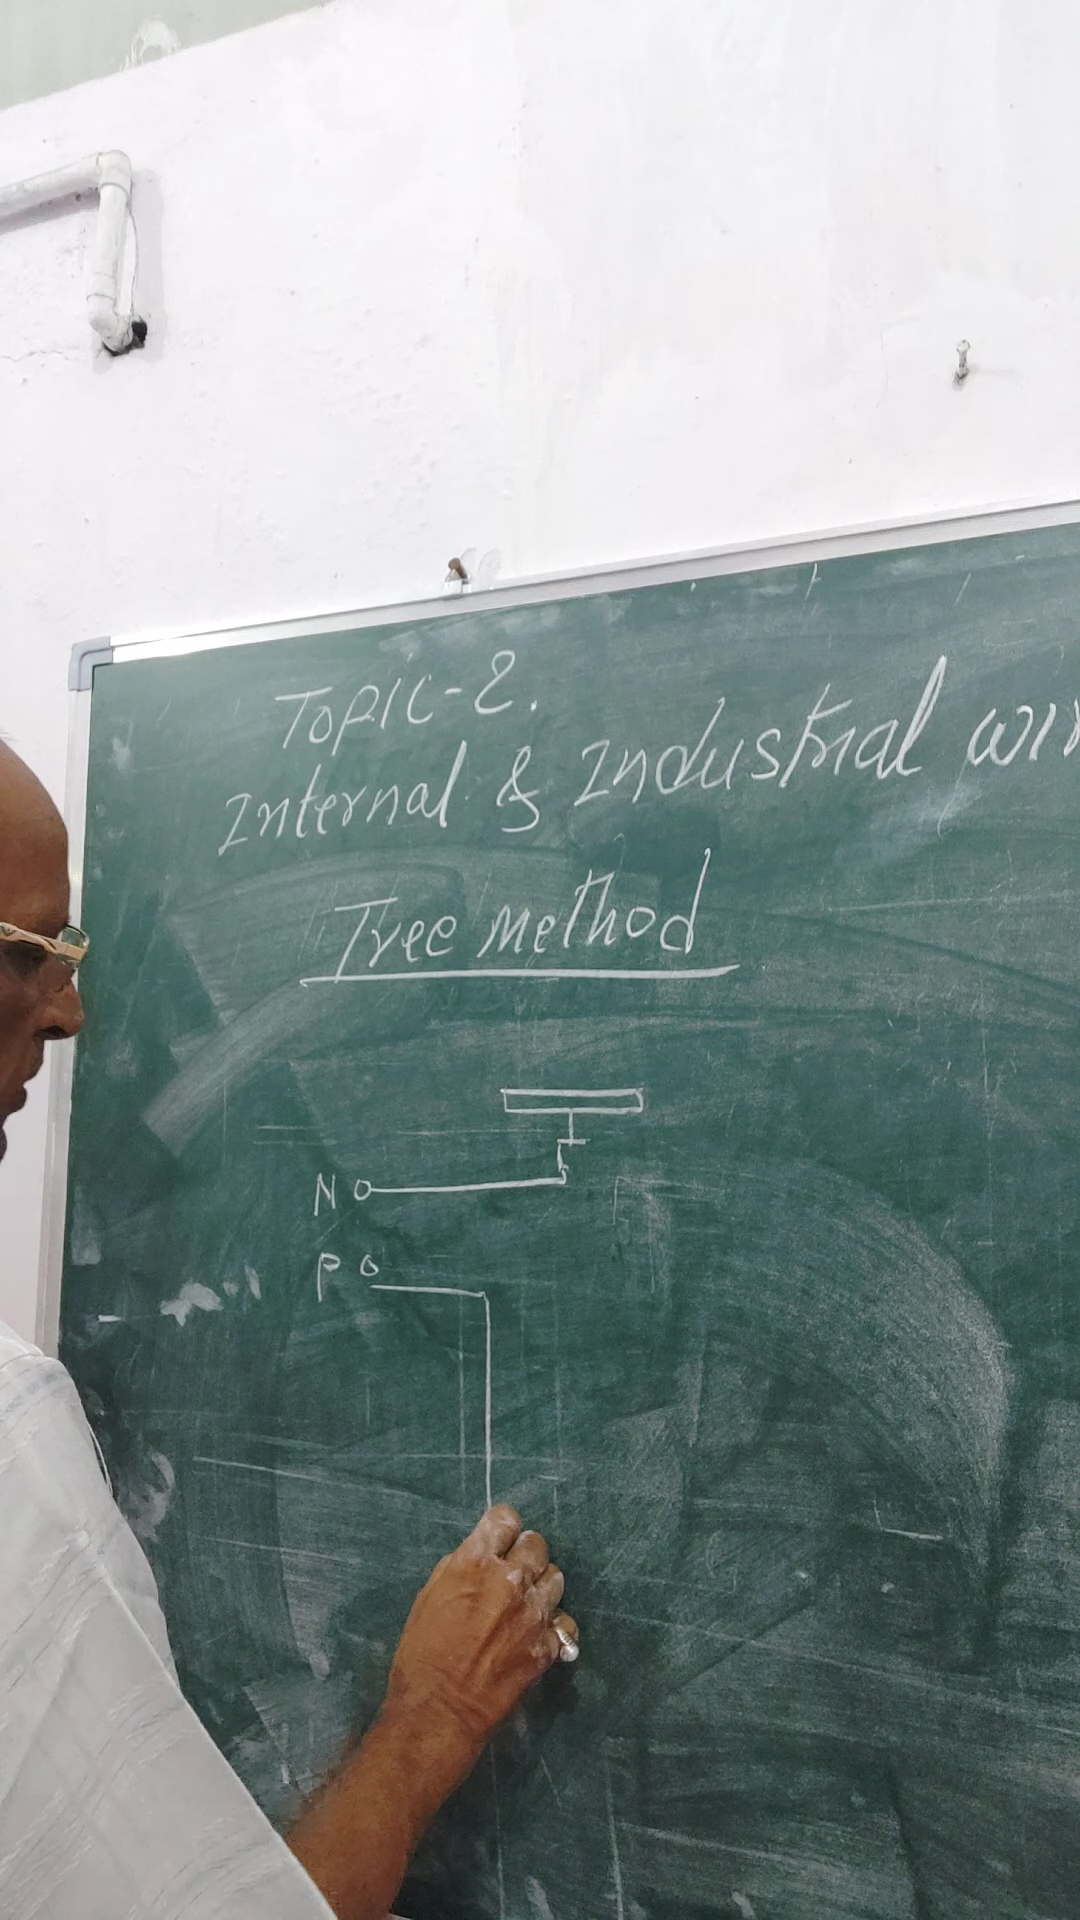 TOPIC-2.
Internal & Industrial
Tree Method
N
P